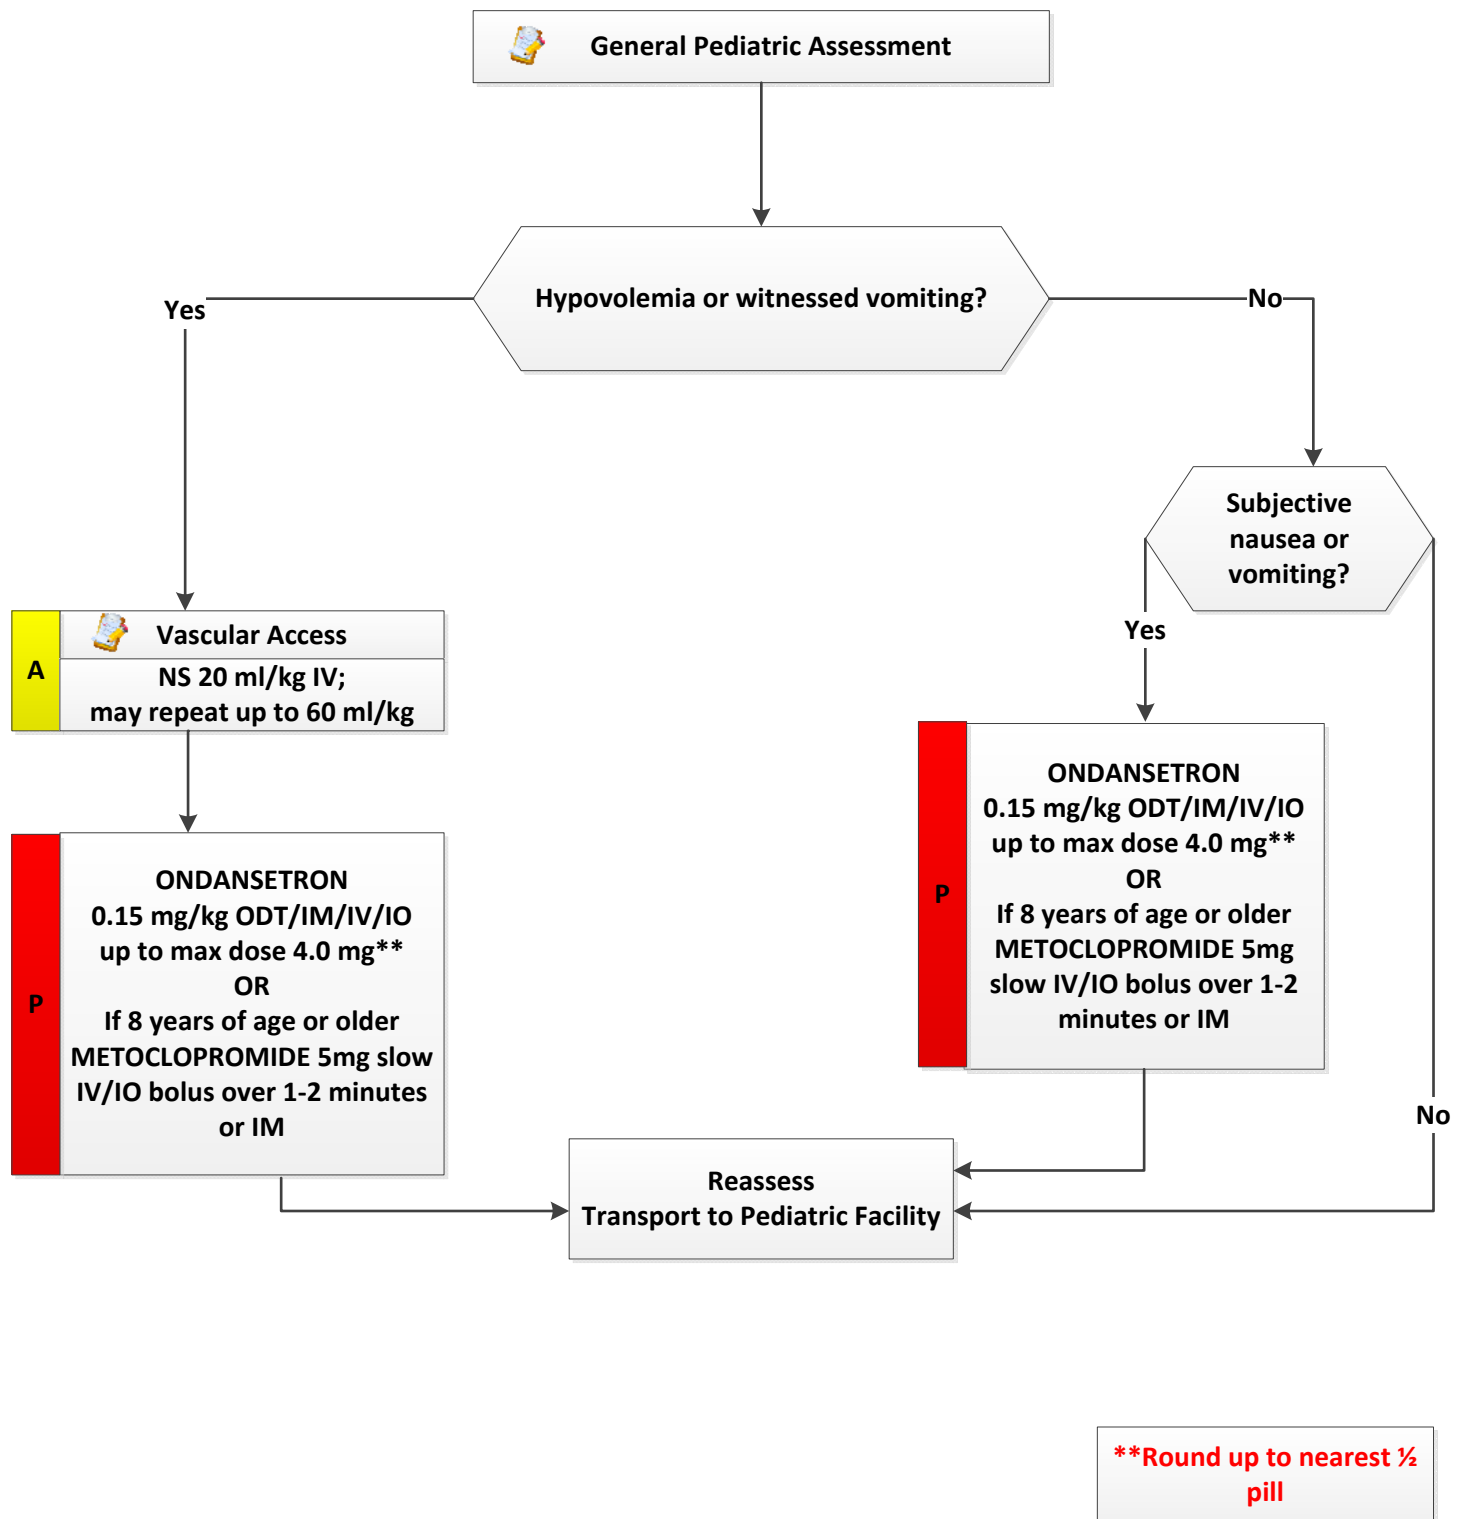 General Pediatric Assessment
Hypovolemia or witnessed vomiting?
Yes
No
Subjective
nausea or
vomiting?
Yes
No
A
Vascular Access
NS 20 ml/kg IV;
may repeat up to 60 ml/kg
P
ONDANSETRON
0.15 mg/kg ODT/IM/IV/IO
up to max dose 4.0 mg**
OR
If 8 years of age or older
METOCLOPROMIDE 5mg slow
IV/IO bolus over 1-2 minutes
or IM
P
ONDANSETRON
0.15 mg/kg ODT/IM/IV/IO
up to max dose 4.0 mg**
OR
If 8 years of age or older
METOCLOPROMIDE 5mg
slow IV/IO bolus over 1-2
minutes or IM
Reassess
Transport to Pediatric Facility
**Round up to nearest ½
pill